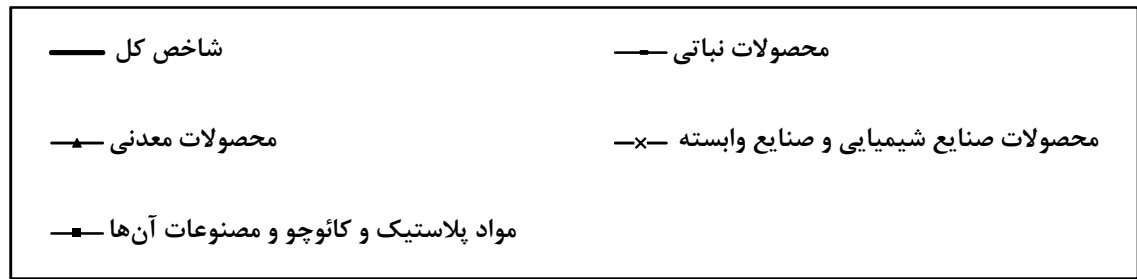 محصولات نباتی
شاخص کل
محصولات صنایع شیمیایی و صنایع وابسته
محصولات معدنی
مواد پلاستیک و کائوچو و مصنوعات آن‌ها